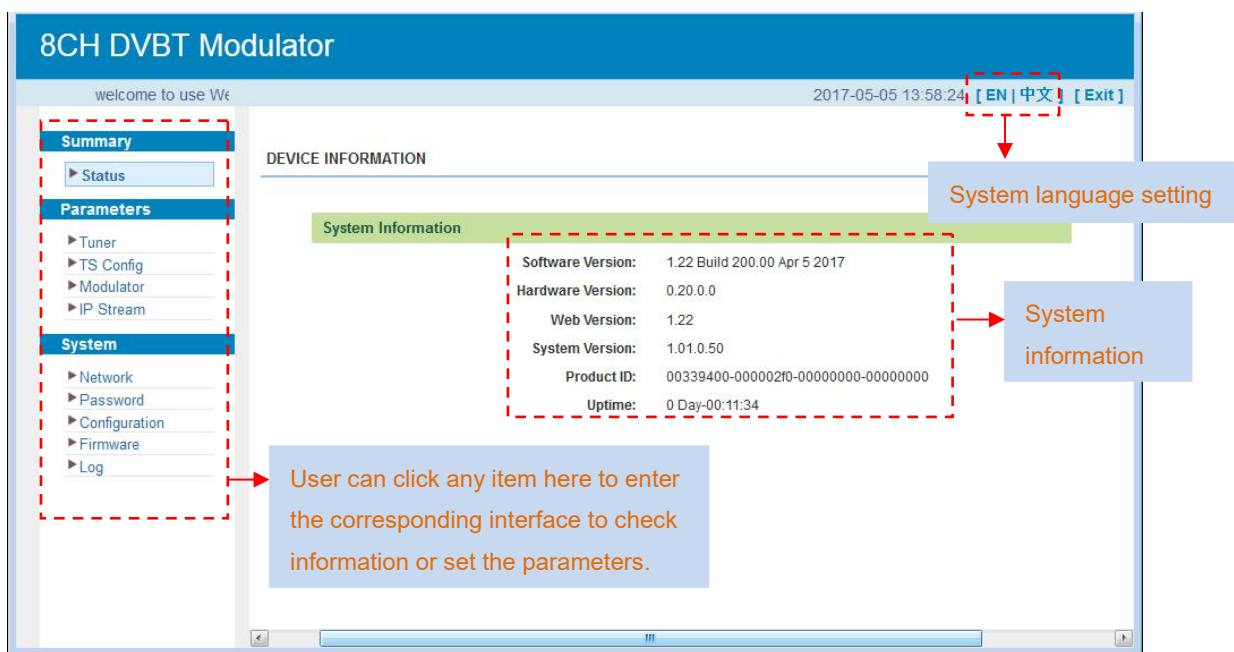 8CH DVBT Modulator
welcome to use We
2017-05-05 13:58:24 [ EN | 中文 ] [ Exit ]
Summary
Status
Parameters
Tuner
TS Config
Modulator
IP Stream
System
Network
Password
Configuration
Firmware
Log
DEVICE INFORMATION
System language setting
System Information
Software Version: 1.22 Build 200.00 Apr 5 2017
Hardware Version: 0.20.0.0
Web Version: 1.22
System Version: 1.01.0.50
Product ID: 00339400-000002f0-00000000-00000000
Uptime: 0 Day-00:11:34
System
information
User can click any item here to enter
the corresponding interface to check
information or set the parameters.